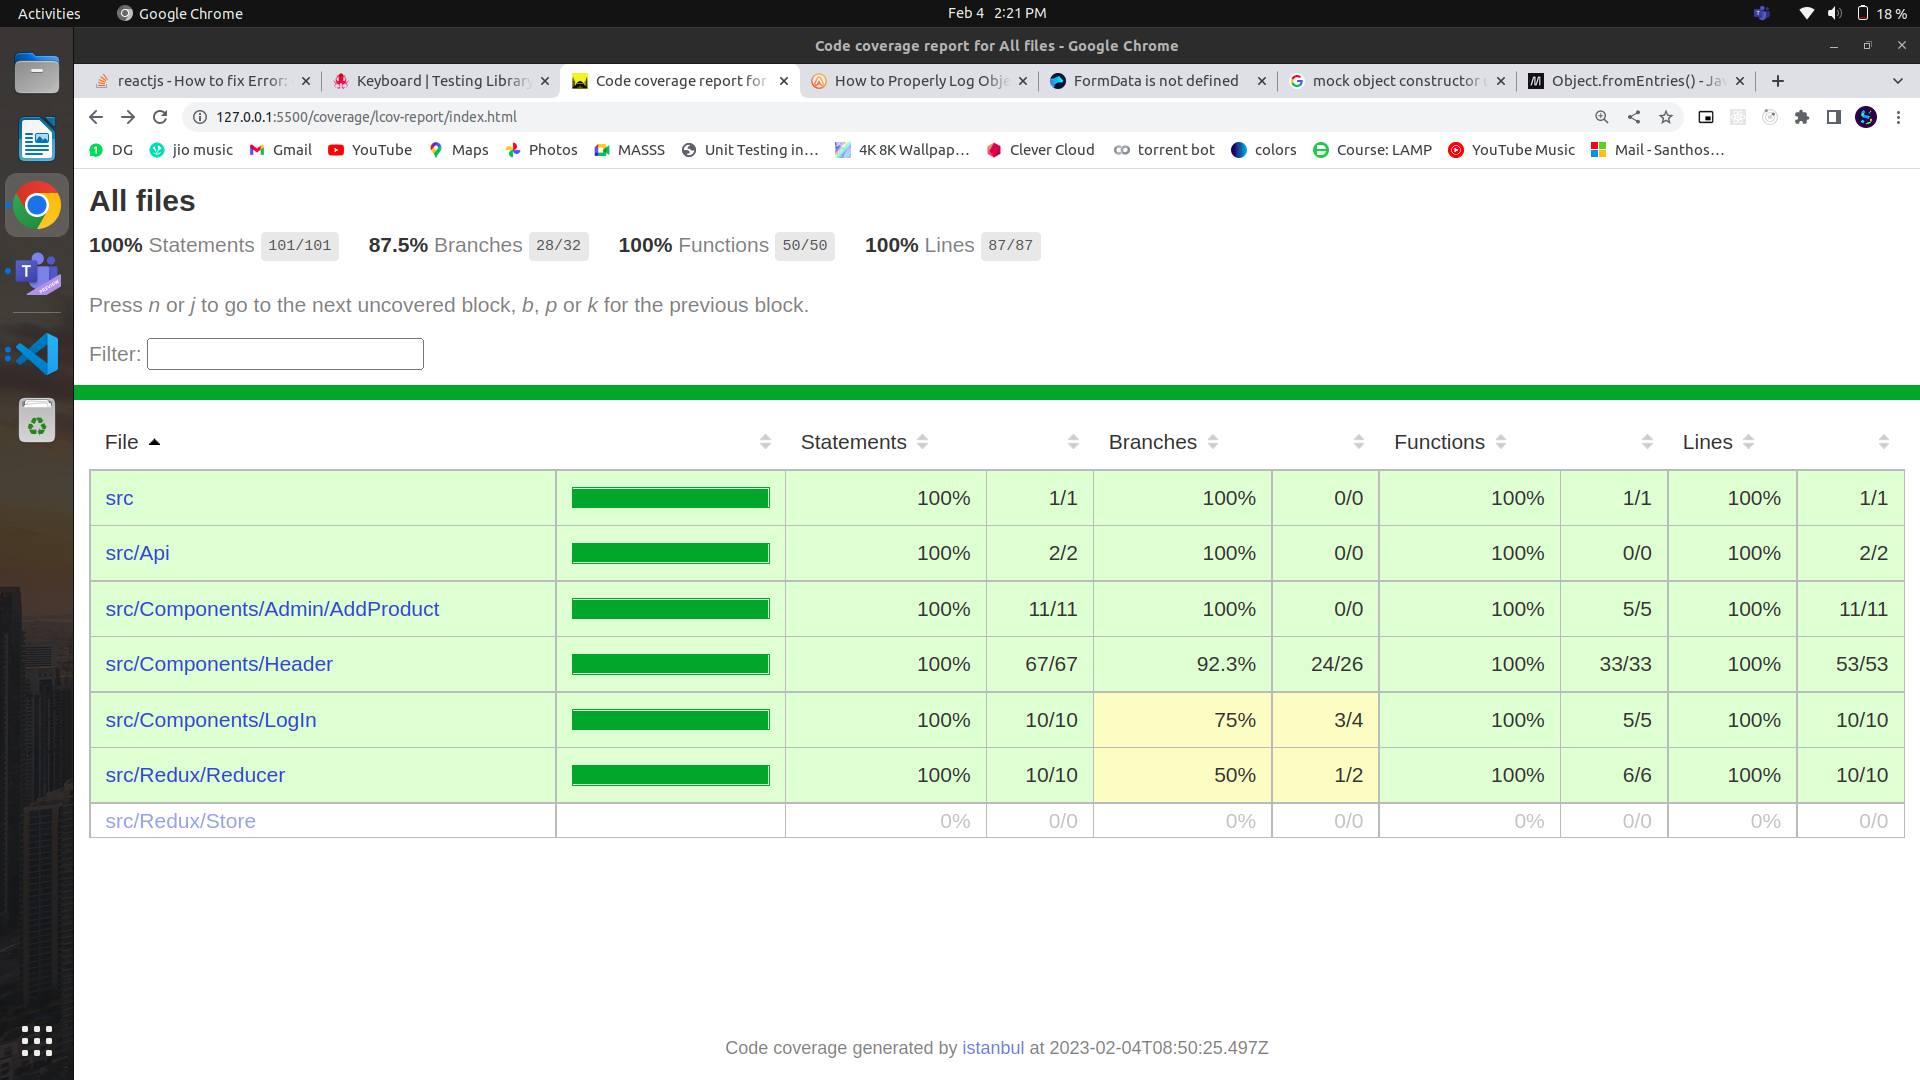 Activities Google Chrome Feb 4 2:21 PM 18 %
Code coverage report for All files - Google Chrome
reactjs - How to fix Error: Keyboard | Testing Library Code coverage report for How to Properly Log Obje FormData is not defined mock object constructor Object.fromEntries() - Jav
127.0.0.1:5500/coverage/lcov-report/index.html
DG jio music Gmail YouTube Maps Photos MASSS Unit Testing in… 4K 8K Wallpap… Clever Cloud torrent bot colors Course: LAMP YouTube Music Mail - Santhos…
All files
100% Statements 101/101 87.5% Branches 28/32 100% Functions 50/50 100% Lines 87/87
Press n or j to go to the next uncovered block, b, p or k for the previous block.
Filter:
File Statements Branches Functions Lines
src 100% 1/1 100% 0/0 100% 1/1 100% 1/1
src/Api 100% 2/2 100% 0/0 100% 0/0 100% 2/2
src/Components/Admin/AddProduct 100% 11/11 100% 0/0 100% 5/5 100% 11/11
src/Components/Header 100% 67/67 92.3% 24/26 100% 33/33 100% 53/53
src/Components/LogIn 100% 10/10 75% 3/4 100% 5/5 100% 10/10
src/Redux/Reducer 100% 10/10 50% 1/2 100% 6/6 100% 10/10
src/Redux/Store 0% 0/0 0% 0/0 0% 0/0 0% 0/0
Code coverage generated by istanbul at 2023-02-04T08:50:25.497Z